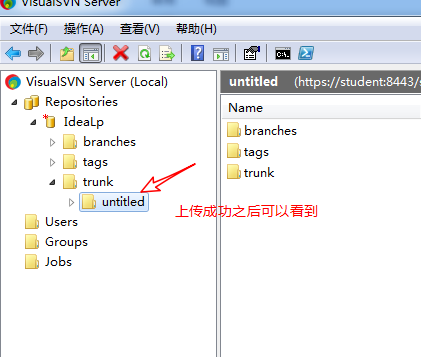 VisualSVN Server
文件(F) 操作(A) 查看(V) 帮助(H)
VisualSVN Server (Local)
Repositories
IdeaLp
branches
tags
trunk
untitled
Users
Groups
Jobs
untitled (https://student:8443/
Name
branches
tags
trunk
上传成功之后可以看到